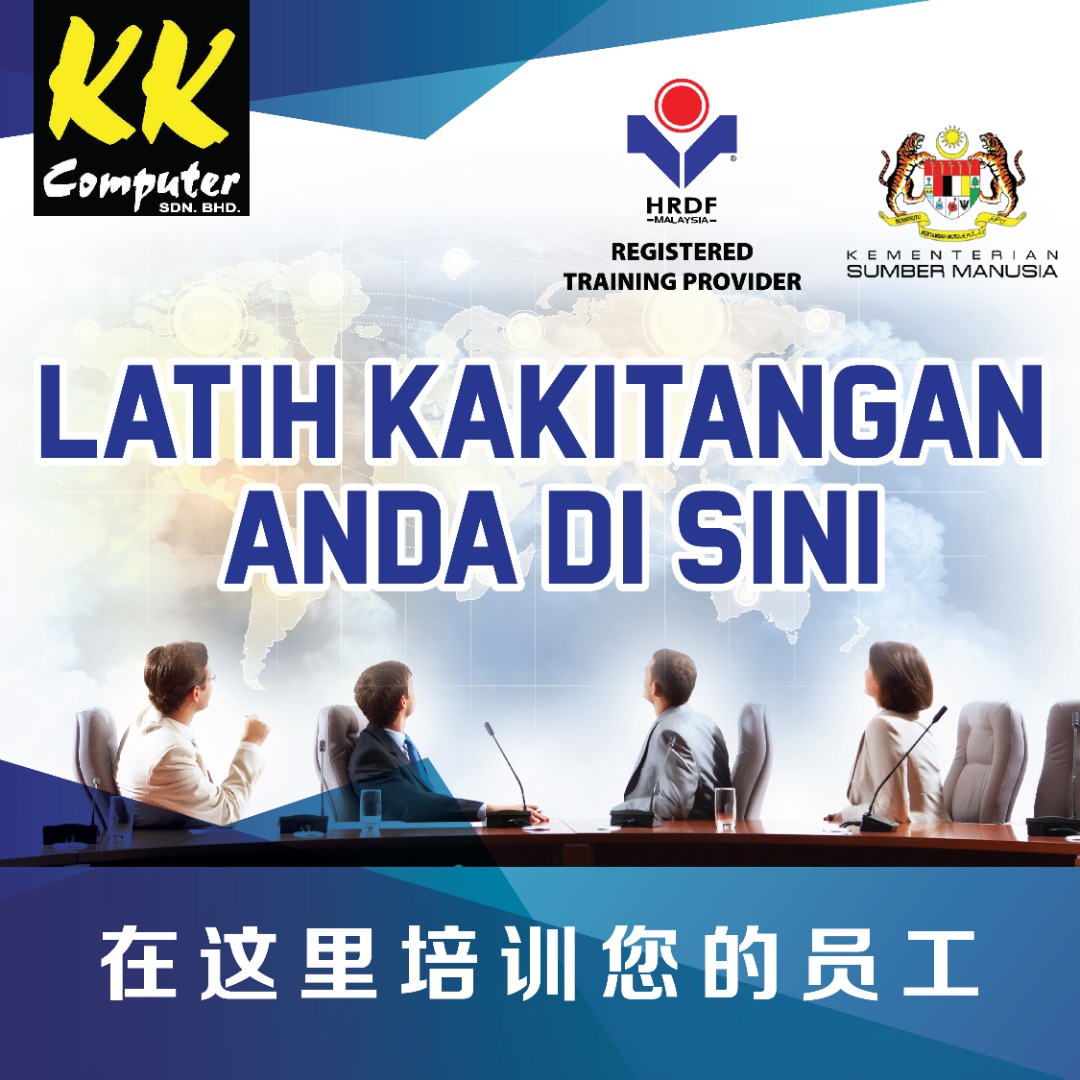 KK
Computer
SDN. BHD.
HRDF
MALAYSIA
REGISTERED
TRAINING PROVIDER
KEMENTERIAN
SUMBER MANUSIA
LATIH KAKITANGAN
ANDA DI SINI
在这里培训您的员工